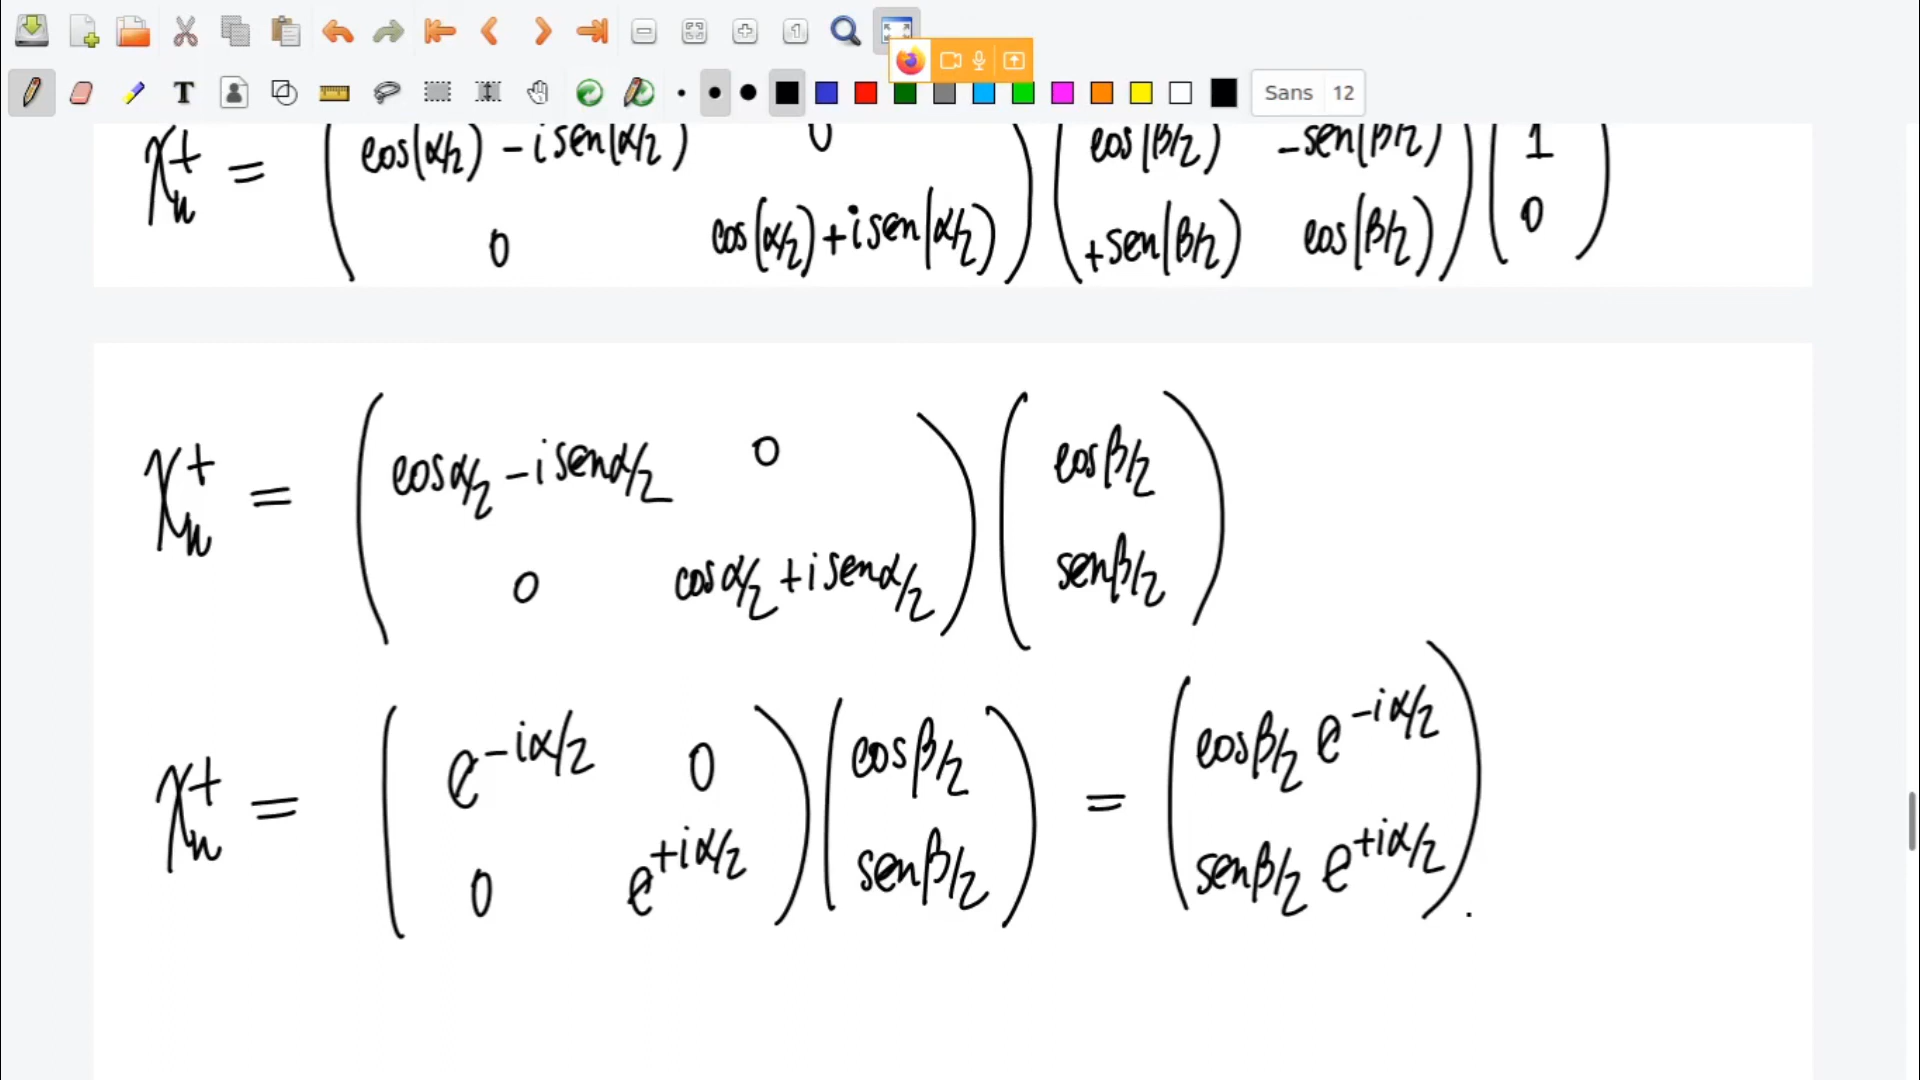 Sans 12
χ_n^+ = ( cos(α/2) - i sen(α/2) 0 ) ( cos(β/2) -sen(β/2) ) ( 1 )
( 0 cos(α/2) + i sen(α/2) ) ( +sen(β/2) cos(β/2) ) ( 0 )
χ_n^+ = ( cos α/2 - i sen α/2 0 ) ( cos β/2 )
( 0 cos α/2 + i sen α/2 ) ( sen β/2 )
χ_n^+ = ( e^{-iα/2} 0 ) ( cos β/2 ) = ( cos β/2 e^{-iα/2} )
( 0 e^{+iα/2} ) ( sen β/2 ) ( sen β/2 e^{+iα/2} ) .